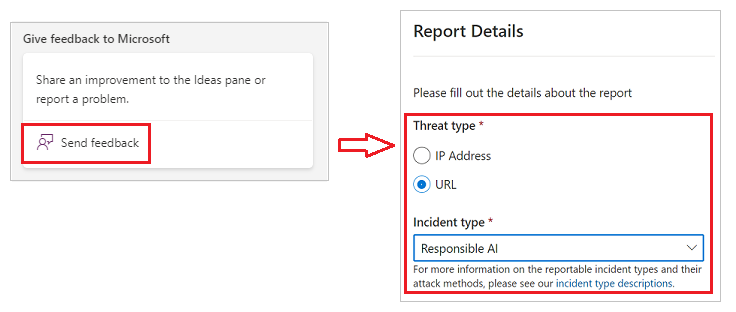 Give feedback to Microsoft
Share an improvement to the Ideas pane or
report a problem.
Send feedback
Report Details
Please fill out the details about the report
Threat type *
IP Address
URL
Incident type *
Responsible AI
For more information on the reportable incident types and their
attack methods, please see our incident type descriptions.